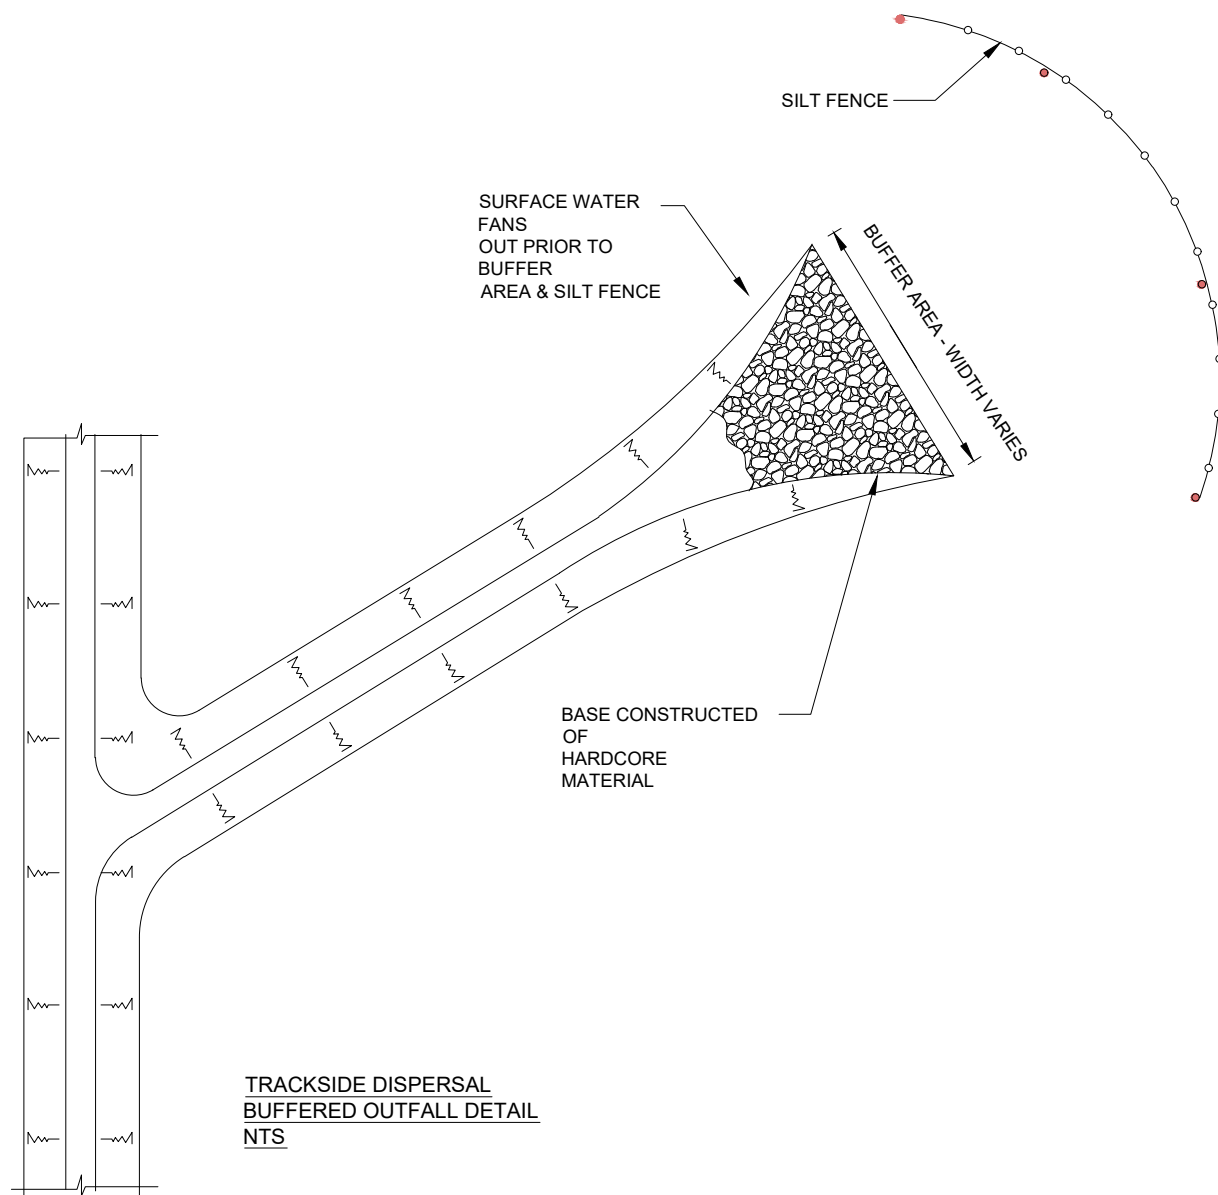 SILT FENCE
SURFACE WATER
FANS
OUT PRIOR TO
BUFFER
AREA & SILT FENCE
BUFFER AREA - WIDTH VARIES
BASE CONSTRUCTED
OF
HARDCORE
MATERIAL
TRACKSIDE DISPERSAL
BUFFERED OUTFALL DETAIL
NTS